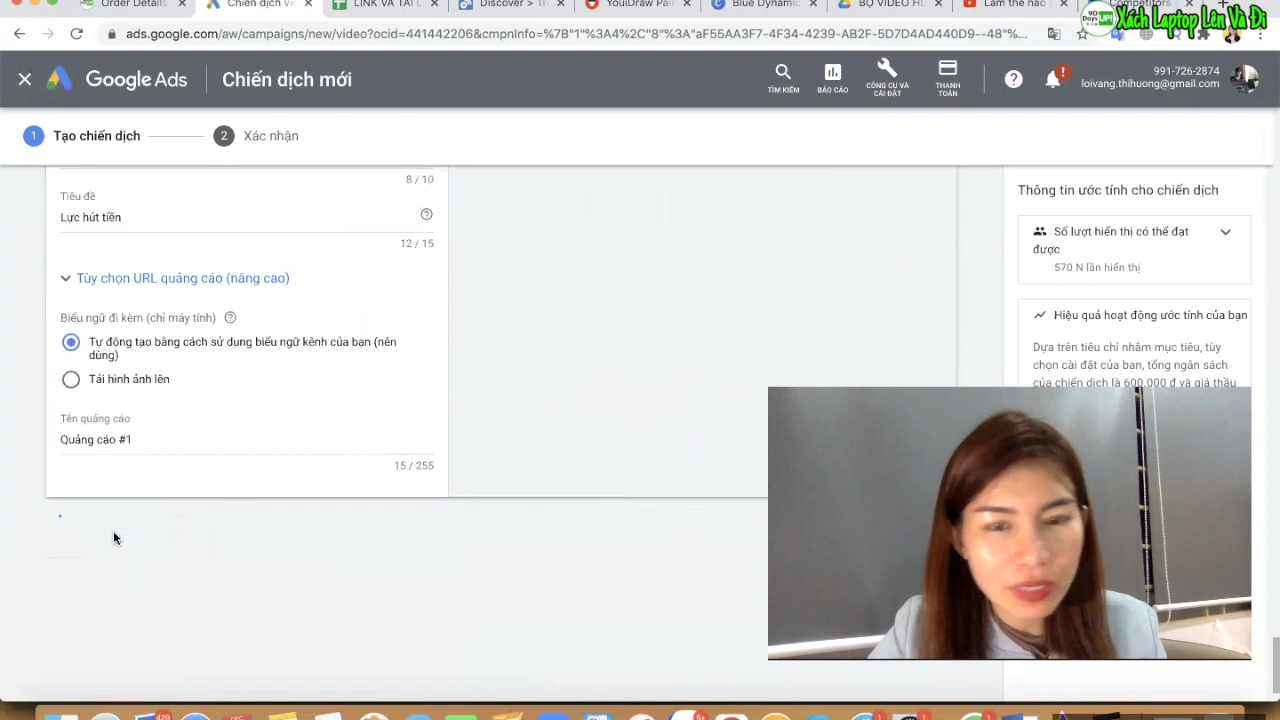 Order Details
Chiến dịch vi
LINK VÀ TÀI L
Discover > Th
YouiDraw Pai
Blue Dynamic
BỘ VIDEO H
Làm thế nào
Competitors
90 Days UP! Xách Laptop Lên Và Đi
ads.google.com/aw/campaigns/new/video?ocid=441442209&cmpnInfo=%7B"1"%3A4%2C"8"%3A"aF55AA3F7-4F34-4239-AB2F-5D7D4AD440D9--48"%...
Google Ads
Chiến dịch mới
TÌM KIẾM
BÁO CÁO
CÔNG CỤ VÀ
CÀI ĐẶT
THANH
TOÁN
991-726-2874
loivang.thihuong@gmail.com
1 Tạo chiến dịch
2 Xác nhận
8 / 10
Tiêu đề
Lực hút tiền
12 / 15
Tùy chọn URL quảng cáo (nâng cao)
Biểu ngữ đi kèm (chỉ máy tính)
Tự động tạo bằng cách sử dụng biểu ngữ kênh của bạn (nên
dùng)
Tải hình ảnh lên
Tên quảng cáo
Quảng cáo #1
15 / 255
Thông tin ước tính cho chiến dịch
Số lượt hiển thị có thể đạt
được
570 N lần hiển thị
Hiệu quả hoạt động ước tính của bạn
Dựa trên tiêu chí nhắm mục tiêu, tùy
chọn cài đặt của bạn, tổng ngân sách
của chiến dịch là 600.000 đ và giá thầu
429
DEC